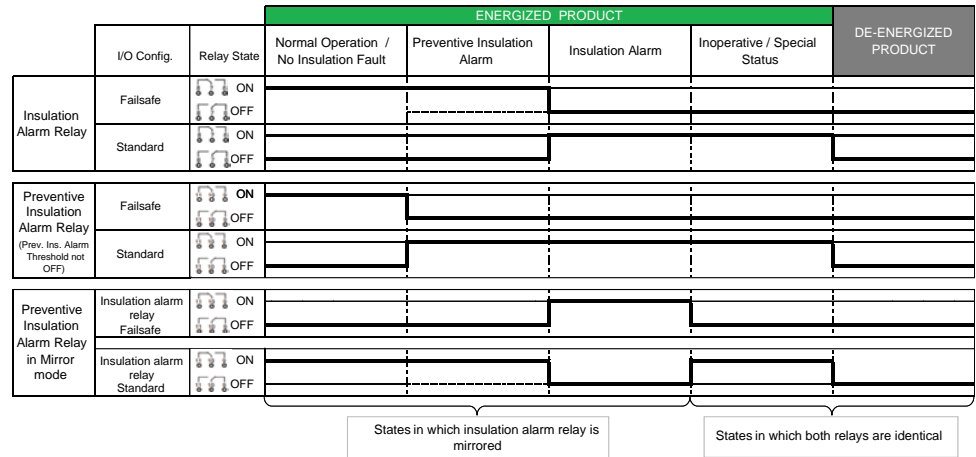 ENERGIZED PRODUCT
DE-ENERGIZED
PRODUCT
I/O Config.
Relay State
Normal Operation /
No Insulation Fault
Preventive Insulation
Alarm
Insulation Alarm
Inoperative / Special
Status
Insulation
Alarm Relay
Failsafe
ON
OFF
Standard
ON
OFF
Preventive
Insulation
Alarm Relay
(Prev. Ins. Alarm
Threshold not
OFF)
Failsafe
ON
OFF
Standard
ON
OFF
Preventive
Insulation
Alarm Relay
in Mirror
mode
Insulation alarm
relay
Failsafe
ON
OFF
Insulation alarm
relay
Standard
ON
OFF
States in which insulation alarm relay is
mirrored
States in which both relays are identical